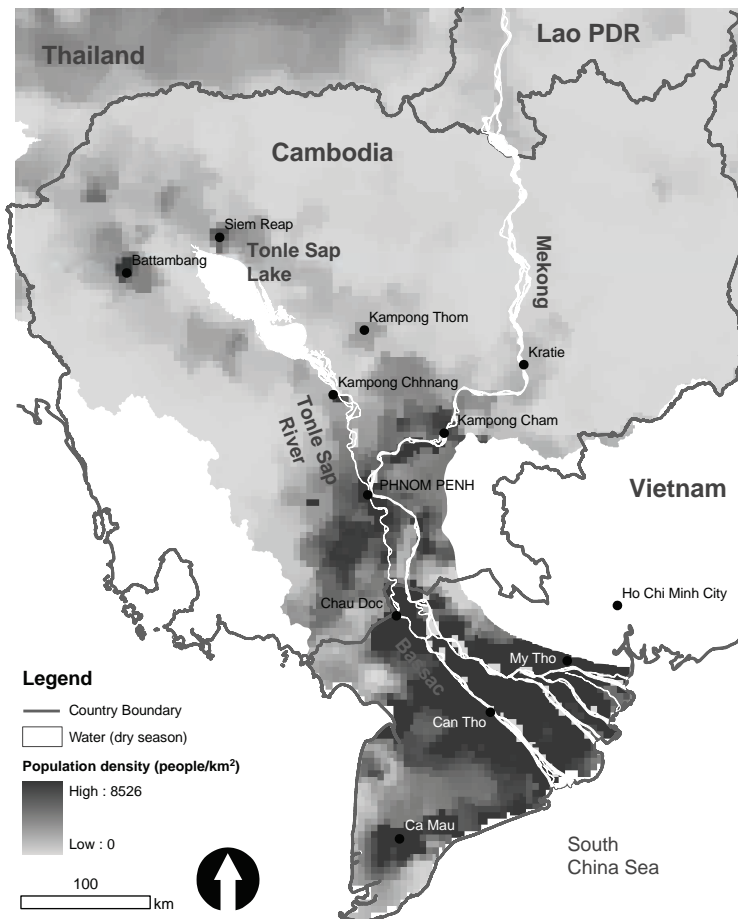 Thailand
Lao PDR
Cambodia
Siem Reap
Battambang
Tonle Sap
Lake
Mekong
Kampong Thom
Kratie
Kampong Chhnang
Kampong Cham
Tonle Sap
River
PHNOM PENH
Vietnam
Ho Chi Minh City
Chau Doc
Bassac
My Tho
Can Tho
Ca Mau
South
China Sea
Legend
Country Boundary
Water (dry season)
Population density (people/km²)
High : 8526
Low : 0
100
km